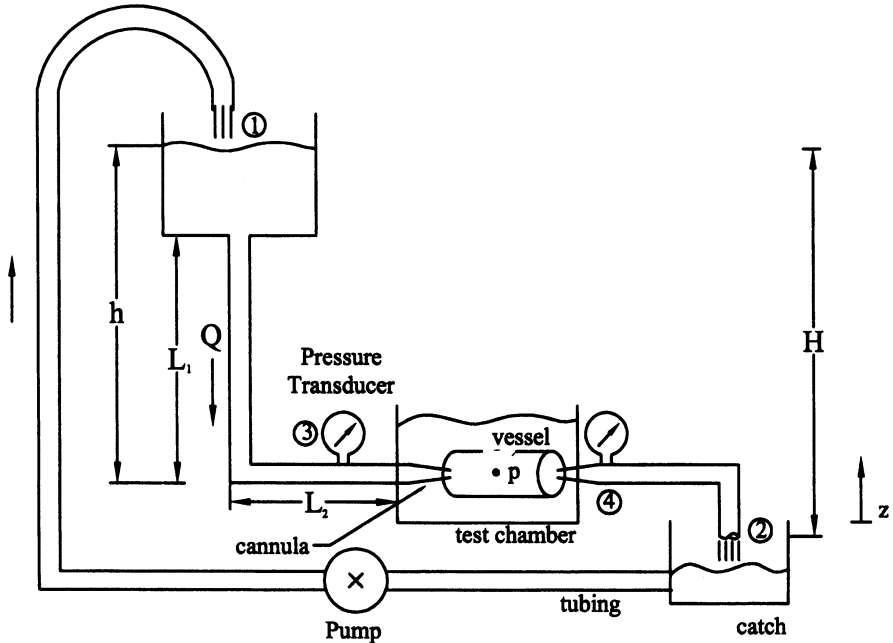 ①
h
L₁
Q
H
Pressure
Transducer
③
vessel
p
④
L₂
z
cannula
test chamber
②
tubing
Pump
catch